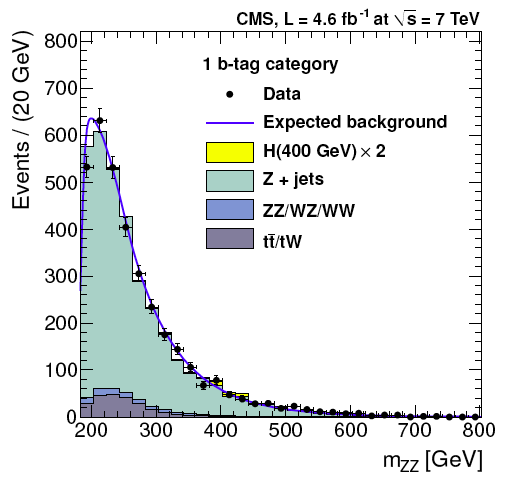 CMS, L = 4.6 fb⁻¹ at √s = 7 TeV
Events / (20 GeV)
800
700
600
500
400
300
200
100
0
1 b-tag category
Data
Expected background
H(400 GeV) × 2
Z + jets
ZZ/WZ/WW
tt̅/tW
200 300 400 500 600 700 800
m_ZZ [GeV]